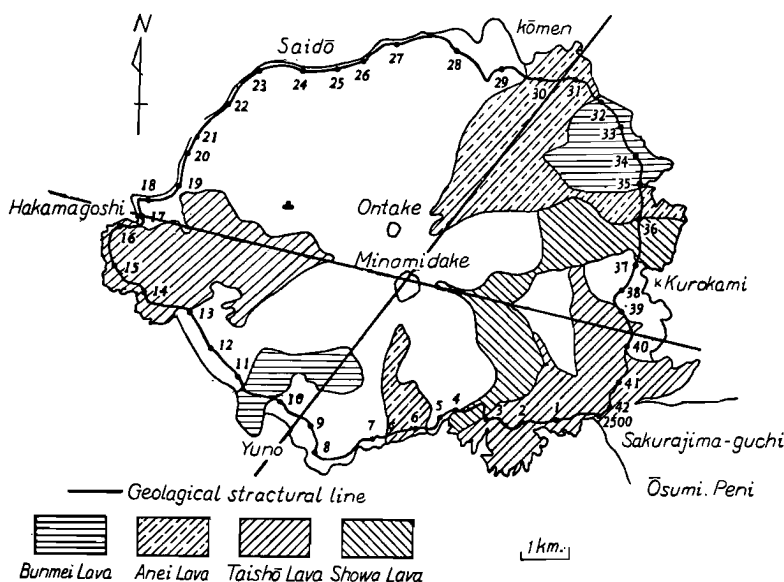 N
kōmen
Saidō
27
26
28
25
24
23
29
30
31
22
32
33
21
34
20
35
19
18
Hakamagoshi
17
Ontake
36
16
Minamidake
15
37
Kurokami
14
38
13
39
12
40
11
41
10
5
4
42
9
7
6
3
2
1
2500
Yuno
8
Sakurajima-guchi
Ōsumi. Peni
Geological stractural line
1km.
Bunmei Lava
Anei Lava
Taishō Lava
Showa Lava